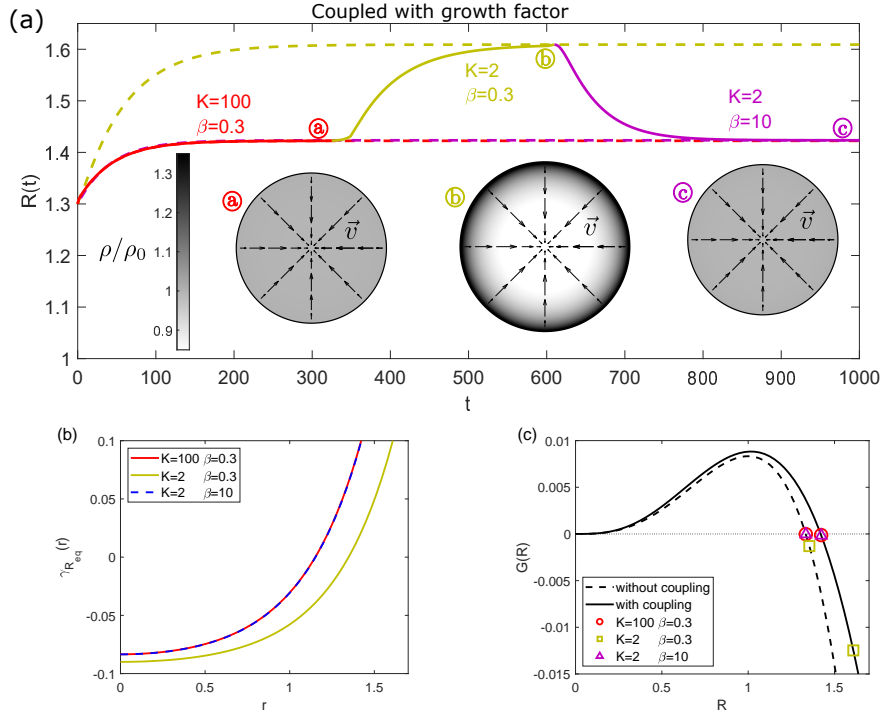 Coupled with growth factor
(a)
R(t)
1.6
1.5
1.4
1.3
1.2
1.1
1
K=100
β=0.3
K=2
β=0.3
K=2
β=10
a
b
c
a
b
c
ρ/ρ0
1.3
1.2
1.1
1
0.9
v⃗
v⃗
0 100 200 300 400 500 600 700 800 900 1000
t
(b)
γReq(r)
0.1
0.05
0
-0.05
-0.1
K=100 β=0.3
K=2 β=0.3
K=2 β=10
0 0.5 1 1.5
r
(c)
G(R)
0.01
0.005
0
-0.005
-0.01
-0.015
without coupling
with coupling
K=100 β=0.3
K=2 β=0.3
K=2 β=10
0 0.5 1 1.5
R